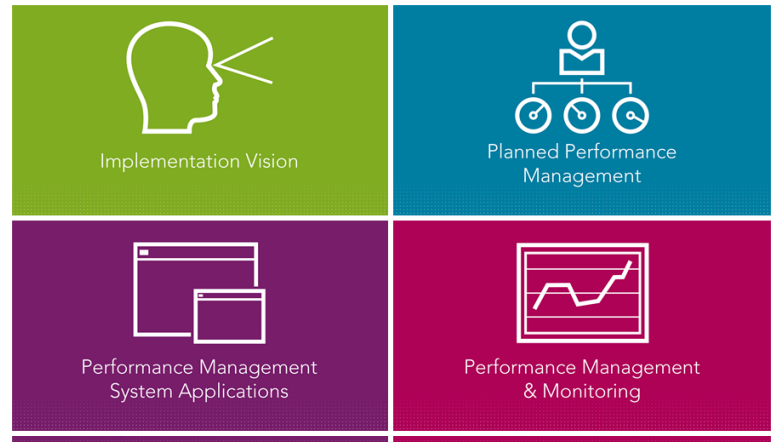 Implementation Vision
Planned Performance
Management
Performance Management
System Applications
Performance Management
& Monitoring